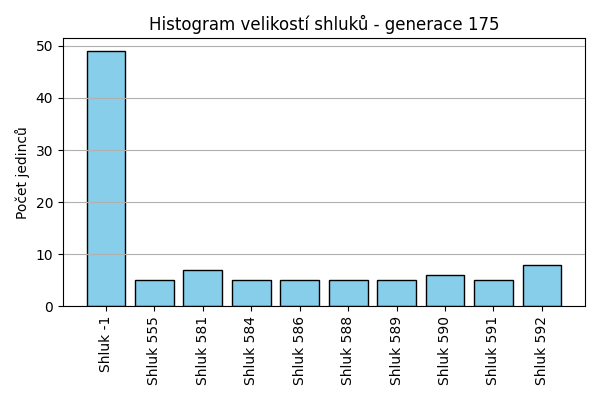 Histogram velikostí shluků - generace 175
Počet jedinců
50
40
30
20
10
0
Shluk -1
Shluk 555
Shluk 581
Shluk 584
Shluk 586
Shluk 588
Shluk 589
Shluk 590
Shluk 591
Shluk 592